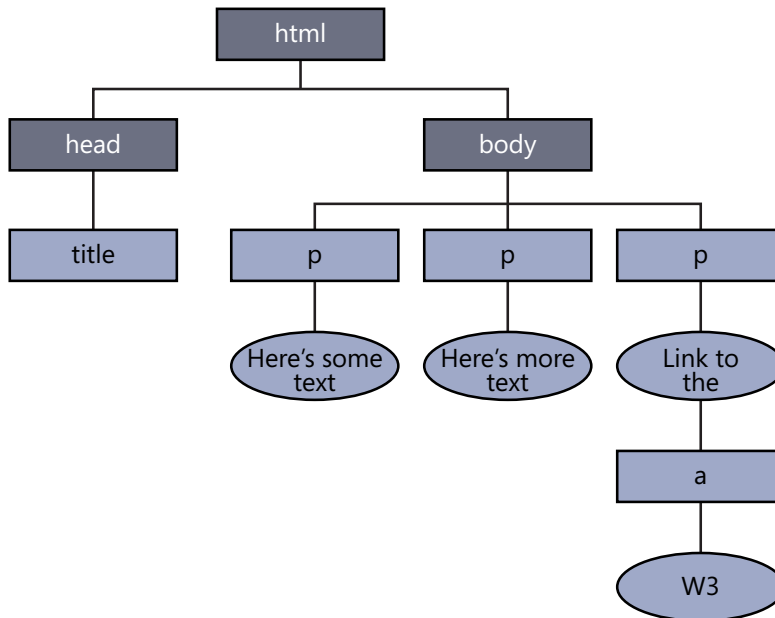 html
head
body
title
p
p
p
Here’s some
text
Here’s more
text
Link to
the
a
W3